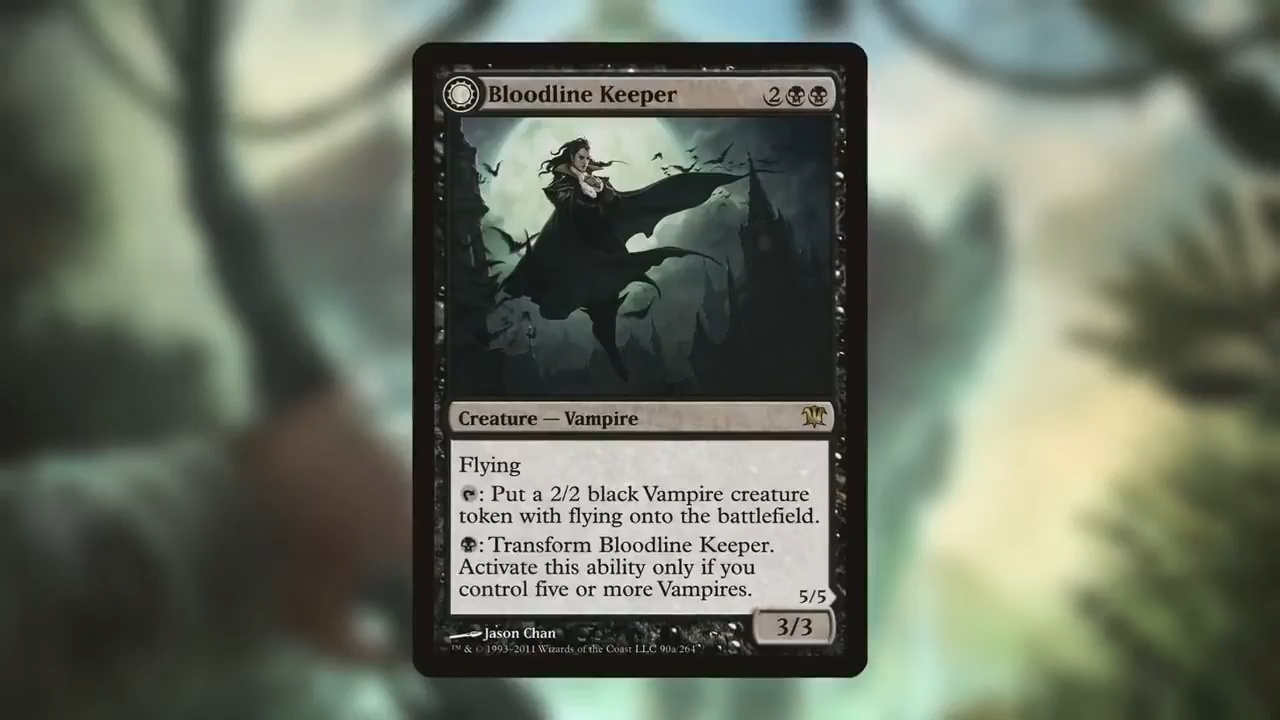 Bloodline Keeper 2
Creature — Vampire
Flying
: Put a 2/2 black Vampire creature
token with flying onto the battlefield.
: Transform Bloodline Keeper.
Activate this ability only if you
control five or more Vampires.
5/5
3/3
Jason Chan
™ & © 1993–2011 Wizards of the Coast LLC 90a/264